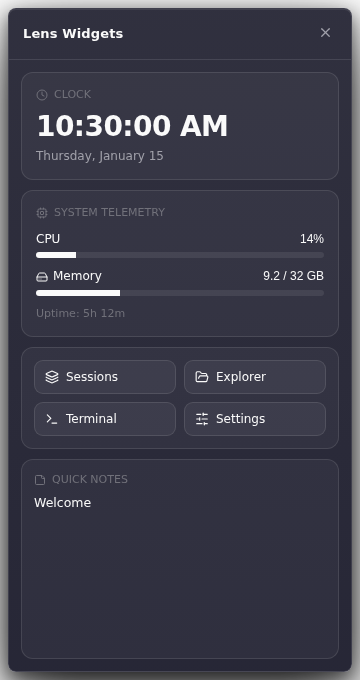 Lens Widgets
CLOCK
10:30:00 AM
Thursday, January 15
SYSTEM TELEMETRY
CPU 14%
Memory 9.2 / 32 GB
Uptime: 5h 12m
Sessions Explorer
Terminal Settings
QUICK NOTES
Welcome